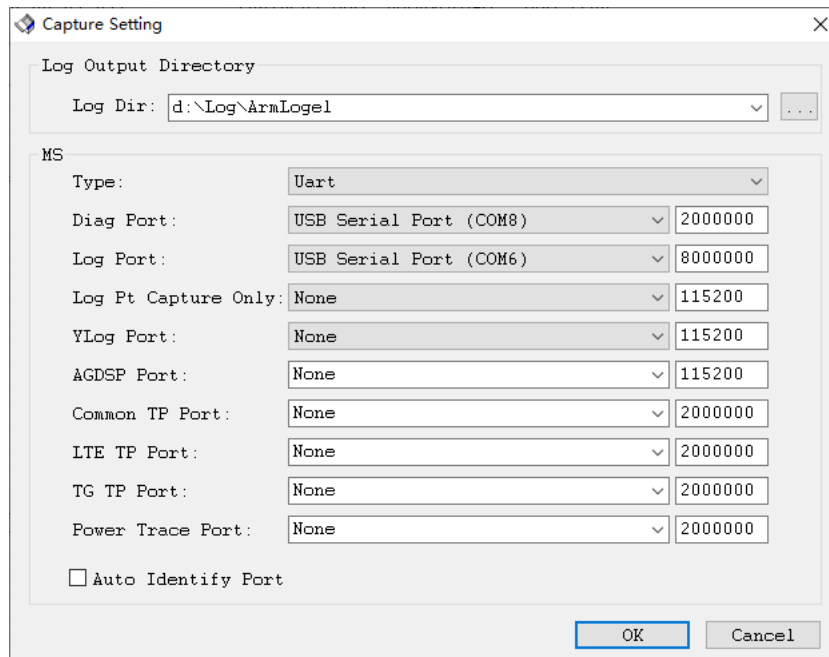 Capture Setting
Log Output Directory
Log Dir: d:\Log\ArmLogel
...
MS
Type: Uart
Diag Port: USB Serial Port (COM8) 2000000
Log Port: USB Serial Port (COM6) 8000000
Log Pt Capture Only: None 115200
YLog Port: None 115200
AGDSP Port: None 115200
Common TP Port: None 2000000
LTE TP Port: None 2000000
TG TP Port: None 2000000
Power Trace Port: None 2000000
Auto Identify Port
OK Cancel